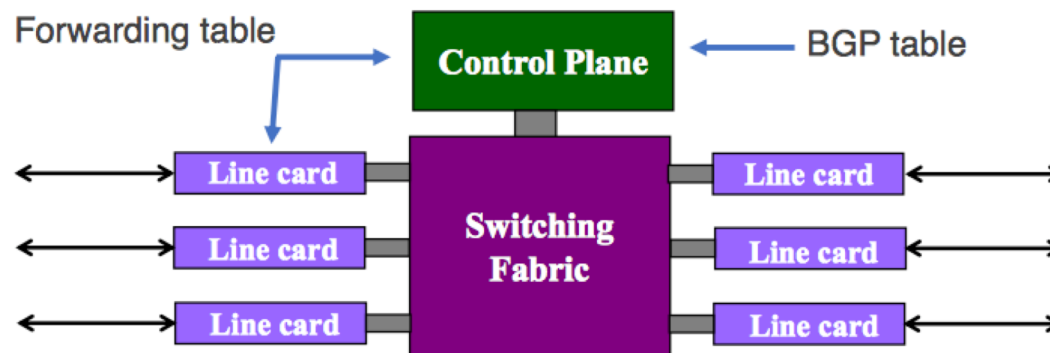 Forwarding table
Control Plane
BGP table
Line card
Line card
Switching
Fabric
Line card
Line card
Line card
Line card